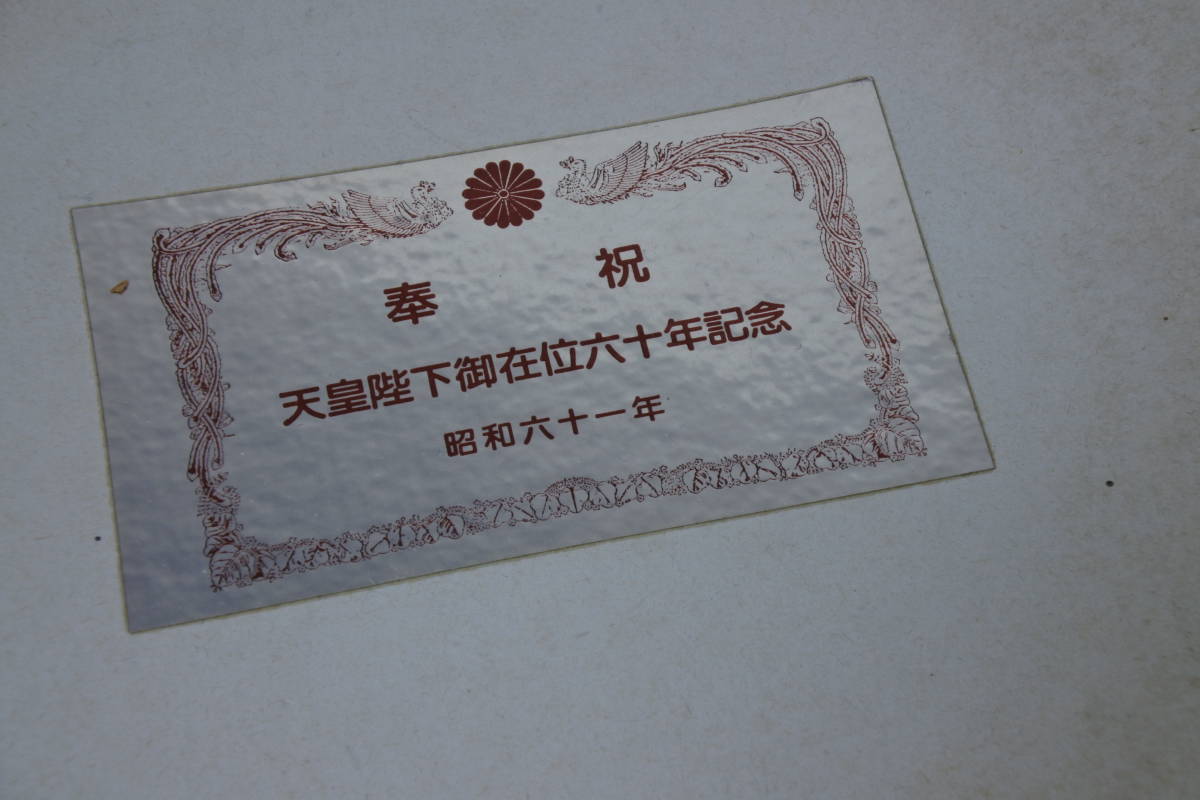 奉祝
天皇陛下御在位六十年記念
昭和六十一年